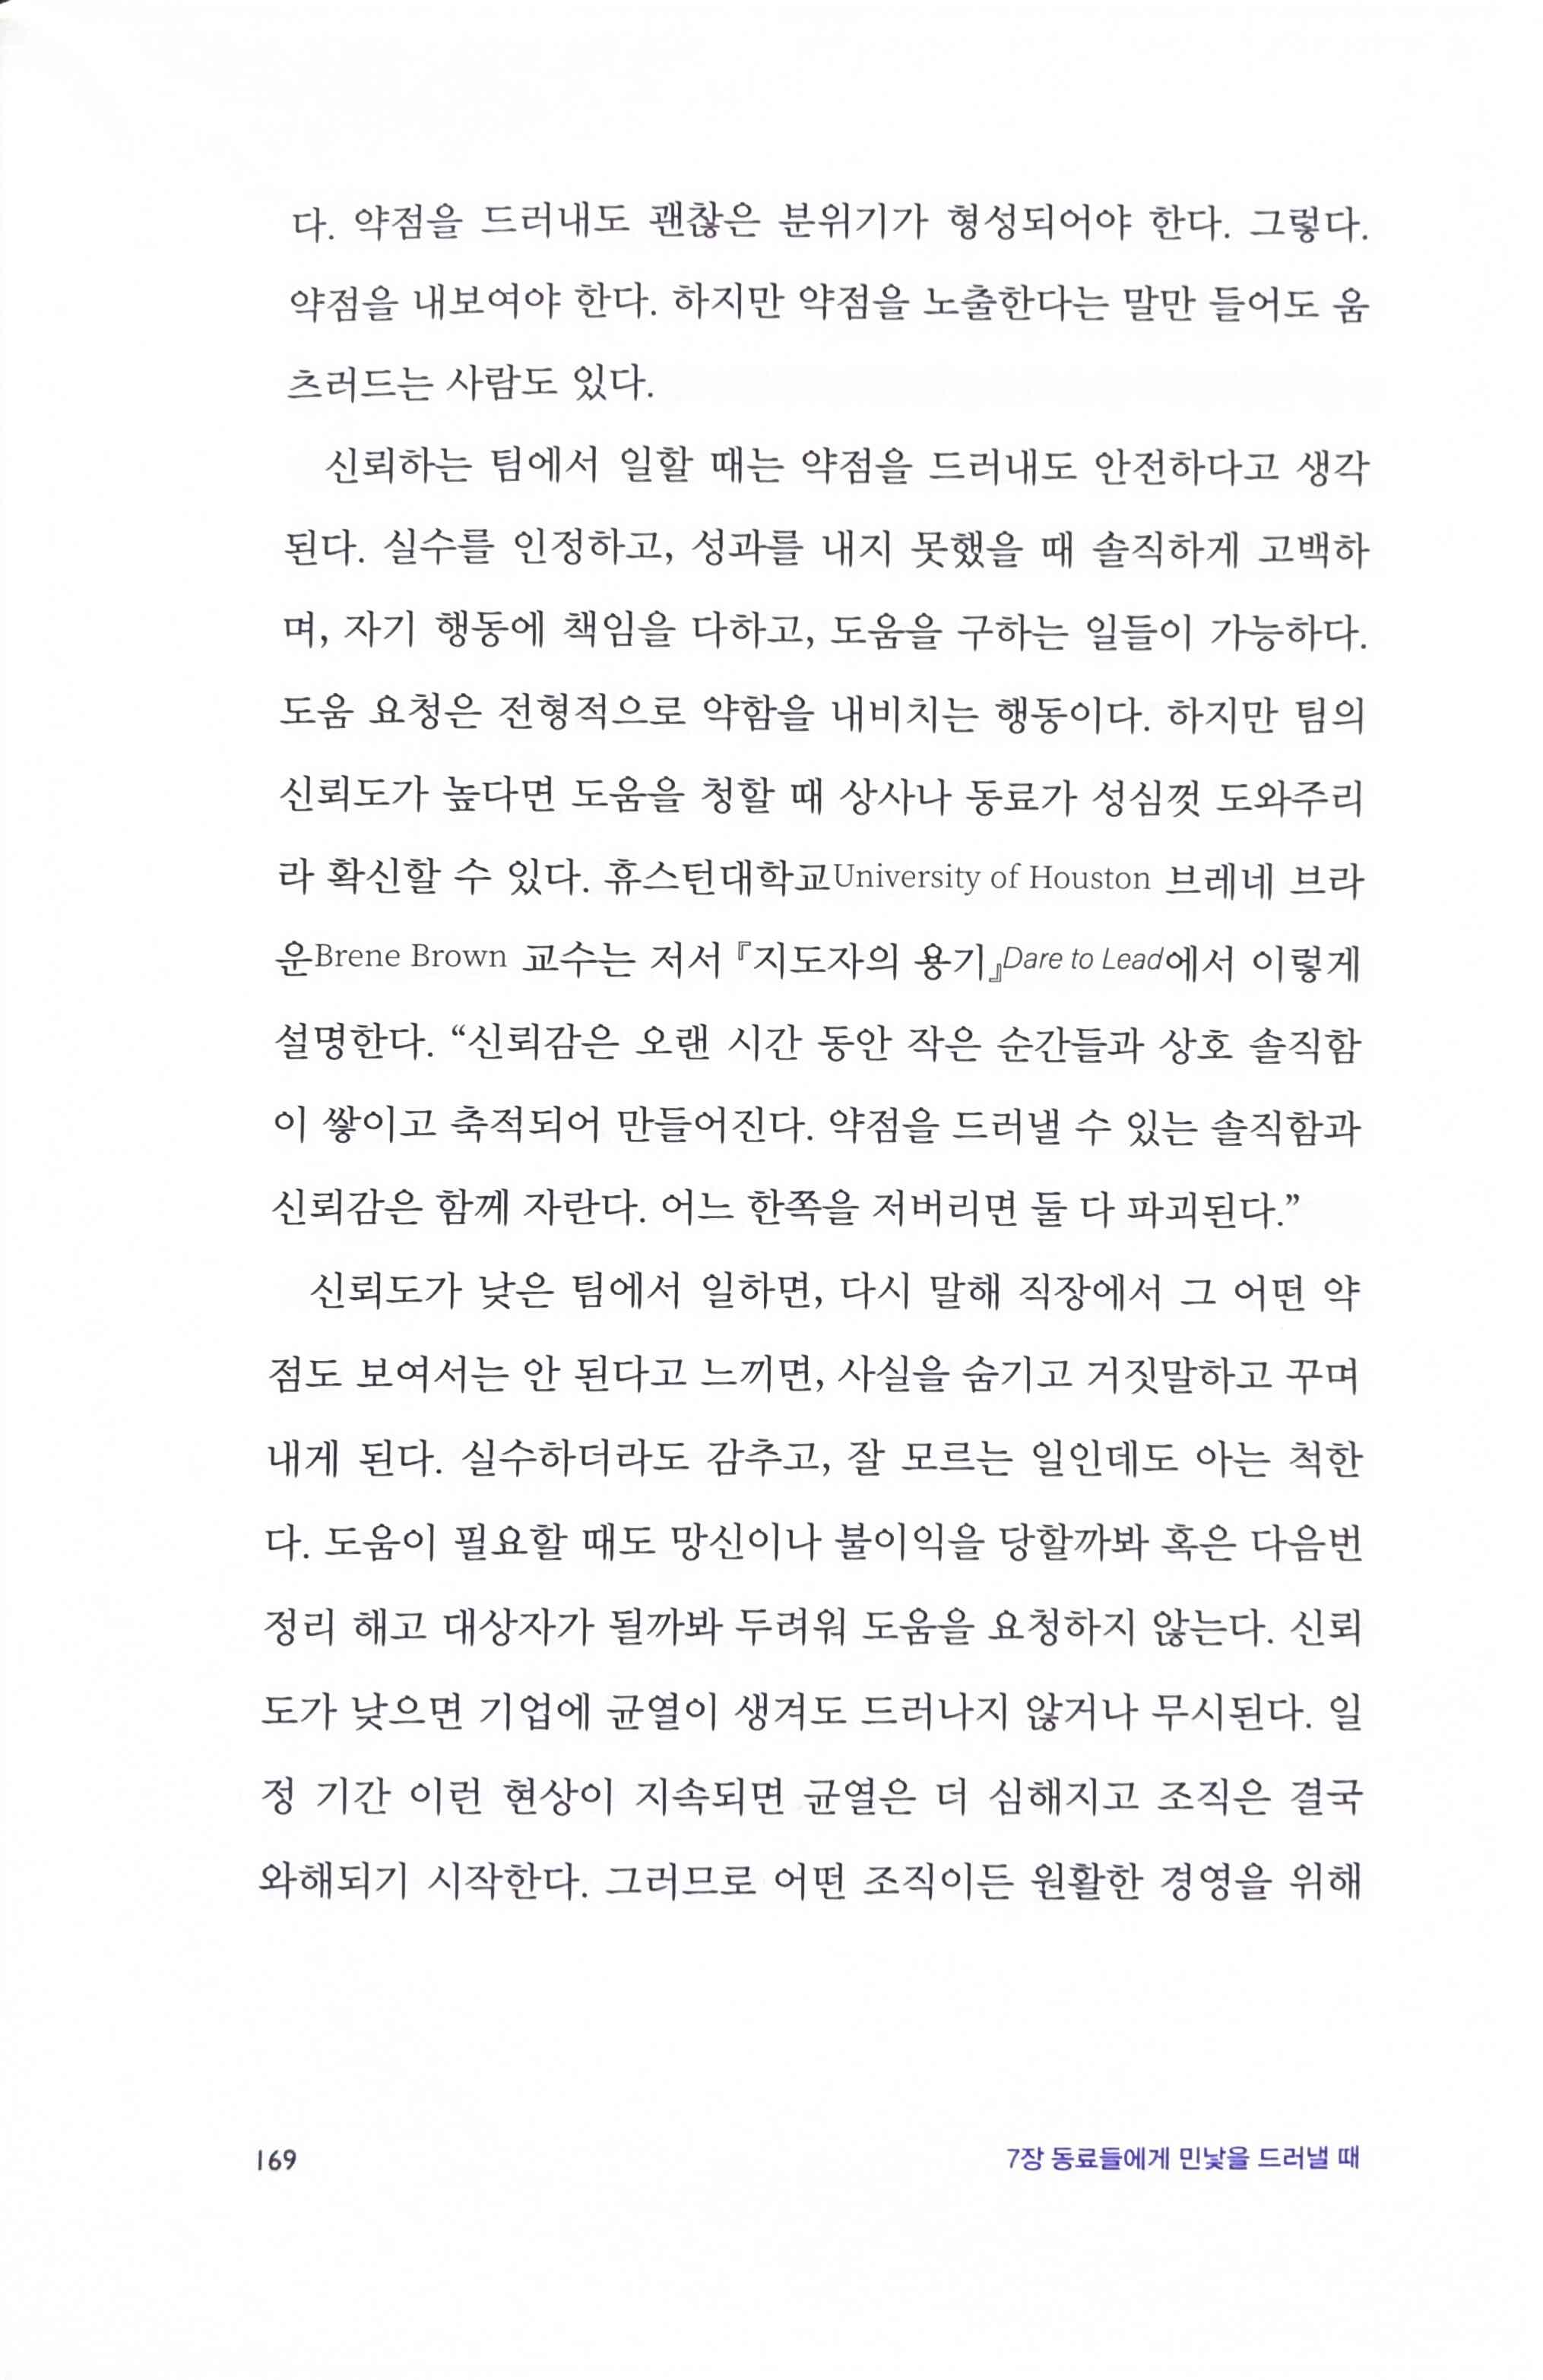 다. 약점을 드러내도 괜찮은 분위기가 형성되어야 한다. 그렇다.
약점을 내보여야 한다. 하지만 약점을 노출한다는 말만 들어도 움
츠러드는 사람도 있다.
신뢰하는 팀에서 일할 때는 약점을 드러내도 안전하다고 생각
된다. 실수를 인정하고, 성과를 내지 못했을 때 솔직하게 고백하
며, 자기 행동에 책임을 다하고, 도움을 구하는 일들이 가능하다.
도움 요청은 전형적으로 약함을 내비치는 행동이다. 하지만 팀의
신뢰도가 높다면 도움을 청할 때 상사나 동료가 성심껏 도와주리
라 확신할 수 있다. 휴스턴대학교University of Houston 브레네 브라
운Brene Brown 교수는 저서 『지도자의 용기』Dare to Lead에서 이렇게
설명한다. “신뢰감은 오랜 시간 동안 작은 순간들과 상호 솔직함
이 쌓이고 축적되어 만들어진다. 약점을 드러낼 수 있는 솔직함과
신뢰감은 함께 자란다. 어느 한쪽을 저버리면 둘 다 파괴된다.”
신뢰도가 낮은 팀에서 일하면, 다시 말해 직장에서 그 어떤 약
점도 보여서는 안 된다고 느끼면, 사실을 숨기고 거짓말하고 꾸며
내게 된다. 실수하더라도 감추고, 잘 모르는 일인데도 아는 척한
다. 도움이 필요할 때도 망신이나 불이익을 당할까봐 혹은 다음번
정리 해고 대상자가 될까봐 두려워 도움을 요청하지 않는다. 신뢰
도가 낮으면 기업에 균열이 생겨도 드러나지 않거나 무시된다. 일
정 기간 이런 현상이 지속되면 균열은 더 심해지고 조직은 결국
와해되기 시작한다. 그러므로 어떤 조직이든 원활한 경영을 위해
169
7장 동료들에게 민낯을 드러낼 때